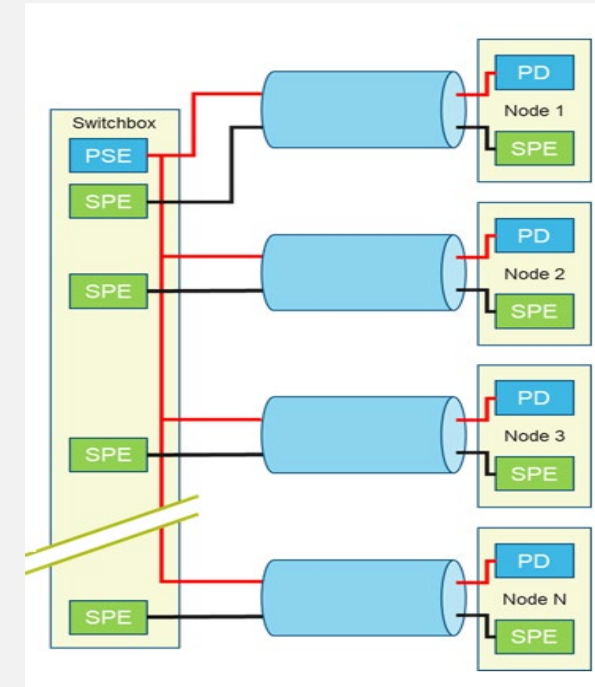 Switchbox
PSE
SPE
SPE
SPE
SPE
PD
Node 1
SPE
PD
Node 2
SPE
PD
Node 3
SPE
PD
Node N
SPE